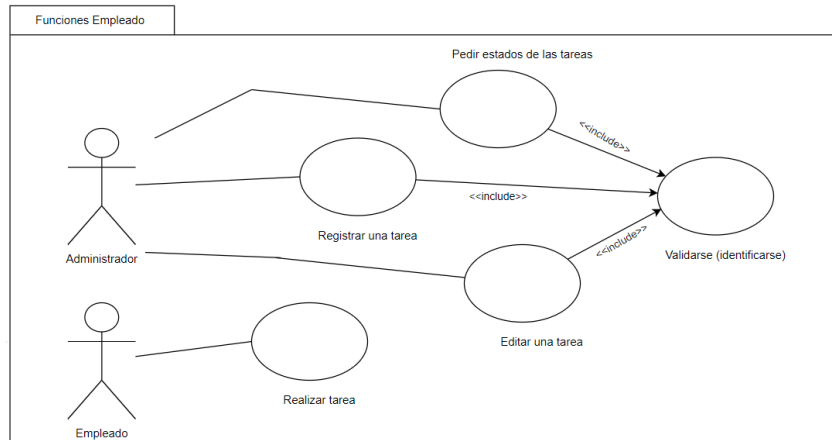 Funciones Empleado
Pedir estados de las tareas
<<include>>
<<include>>
Registrar una tarea
<<include>>
Validarse (identificarse)
Administrador
Editar una tarea
Realizar tarea
Empleado